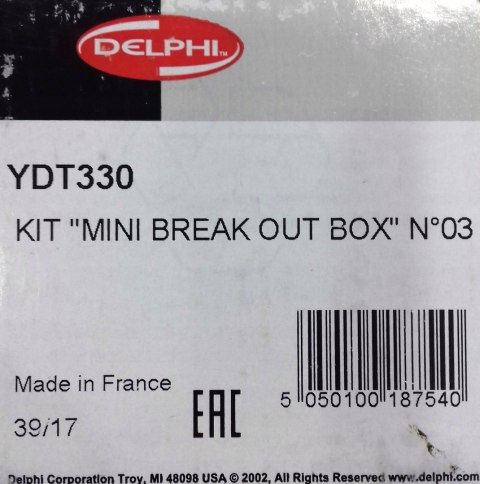 DELPHI
YDT330
KIT "MINI BREAK OUT BOX" N°03
Made in France
39/17
EAC
5 050100 187540
Delphi Corporation Troy, MI 48098 USA © 2002, All Rights Reserved www.delphi.com